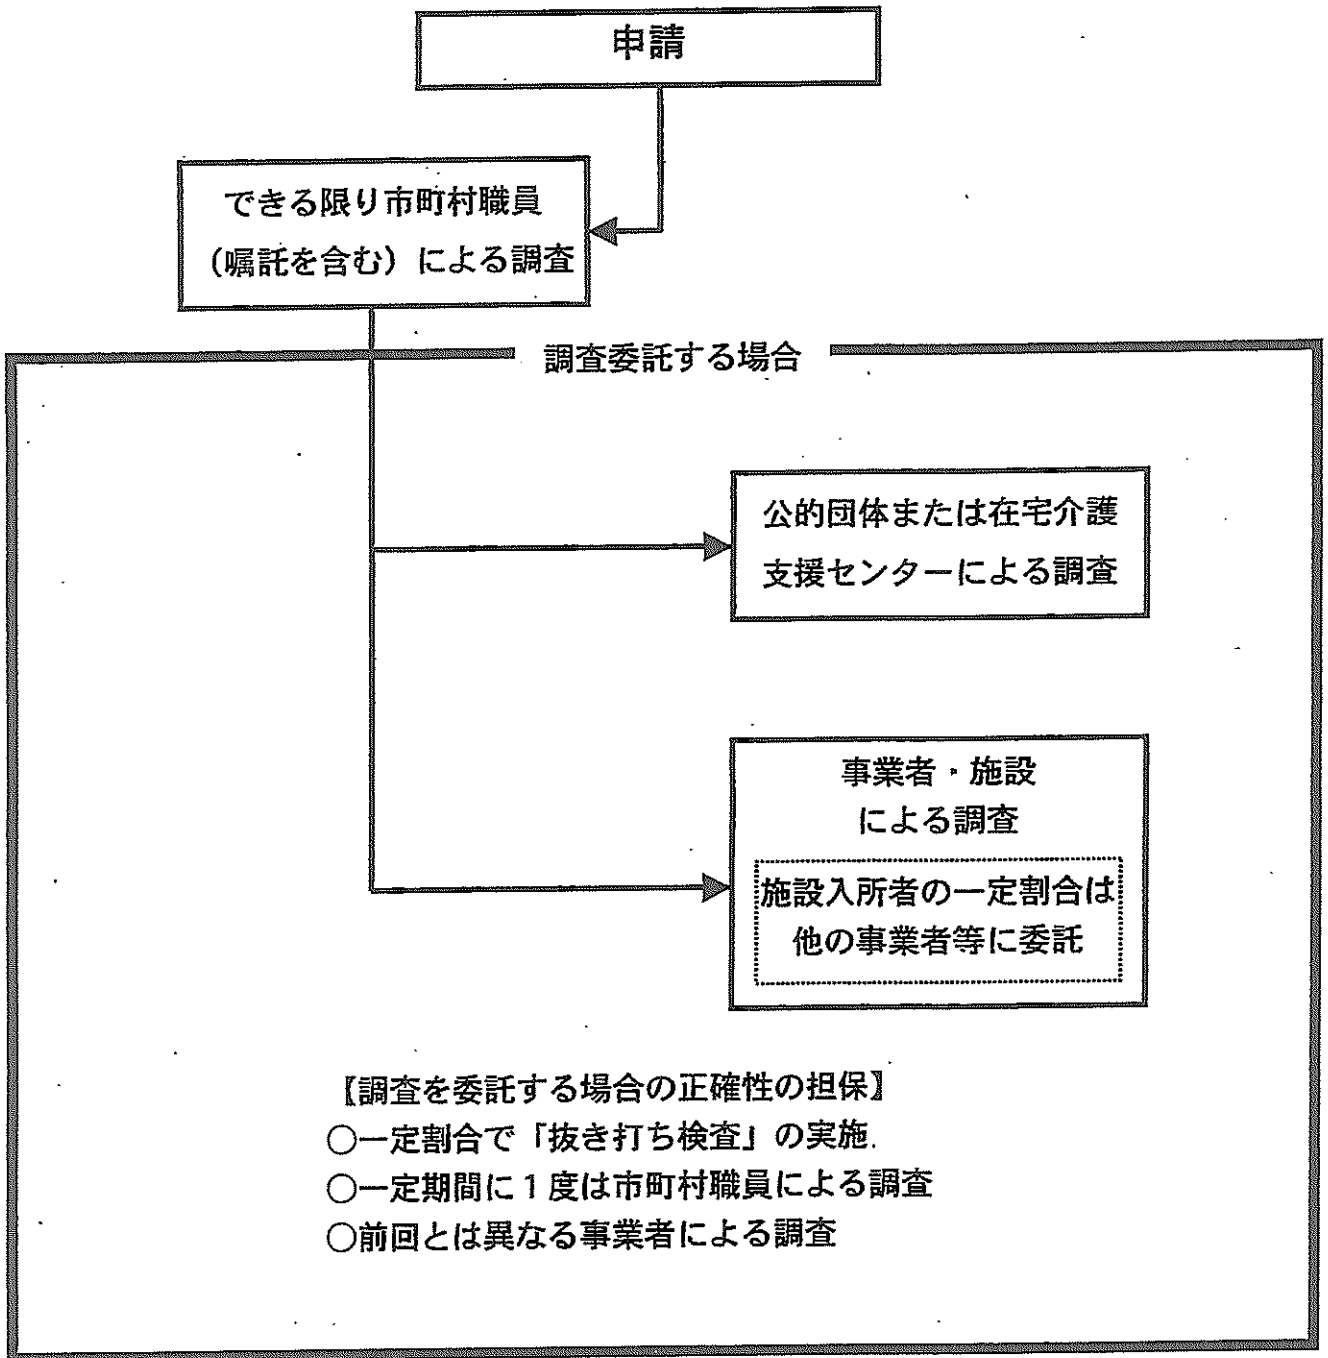 申請
できる限り市町村職員
（嘱託を含む）による調査
調査委託する場合
公的団体または在宅介護
支援センターによる調査
事業者・施設
による調査
施設入所者の一定割合は
他の事業者等に委託
【調査を委託する場合の正確性の担保】
○一定割合で「抜き打ち検査」の実施
○一定期間に１度は市町村職員による調査
○前回とは異なる事業者による調査